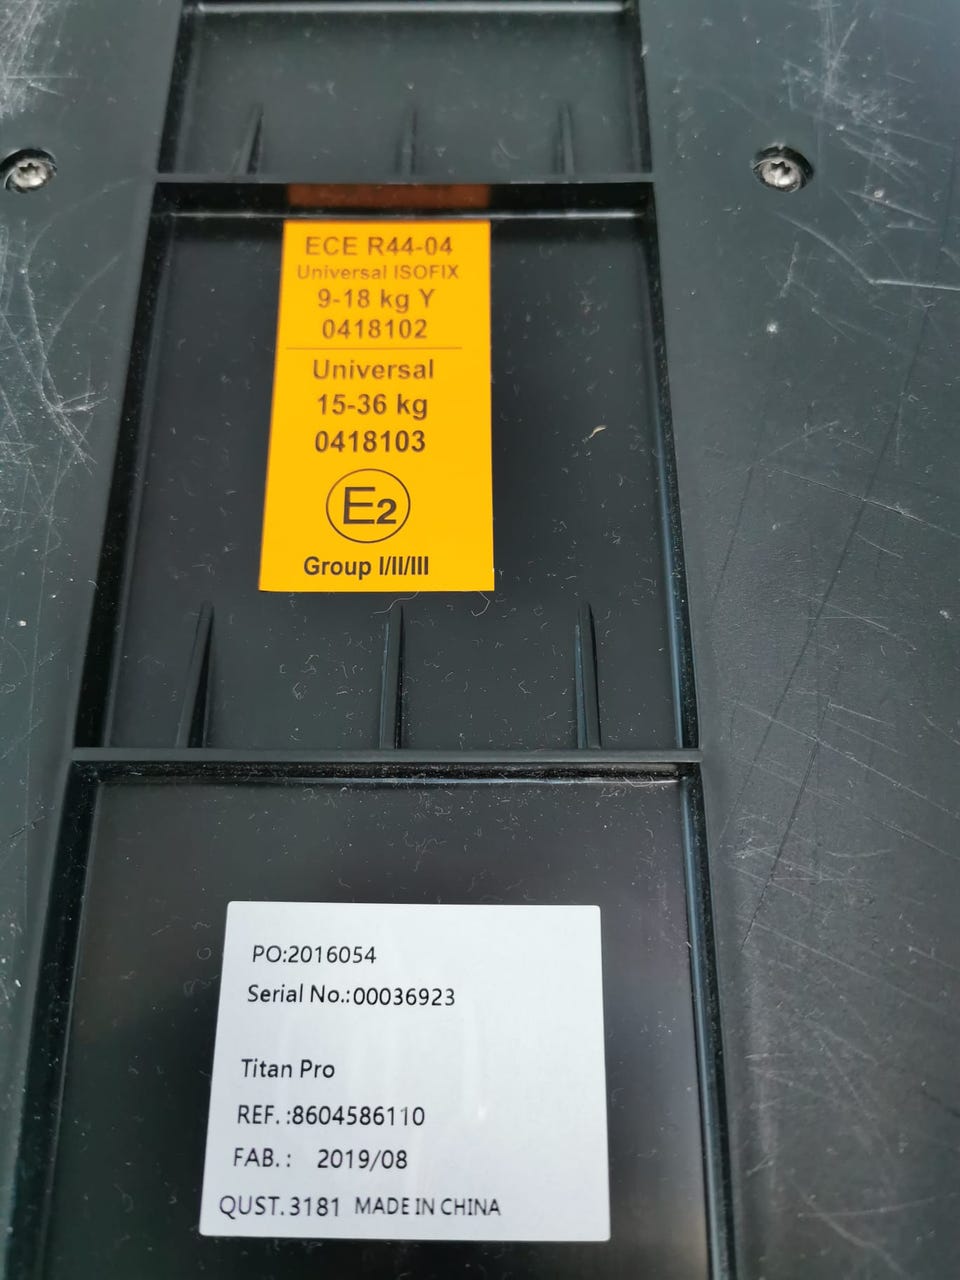 ECE R44-04
Universal ISOFIX
9-18 kg Y
0418102
Universal
15-36 kg
0418103
E2
Group I/II/III
PO:2016054
Serial No.:00036923
Titan Pro
REF.:8604586110
FAB.: 2019/08
QUST.3181 MADE IN CHINA